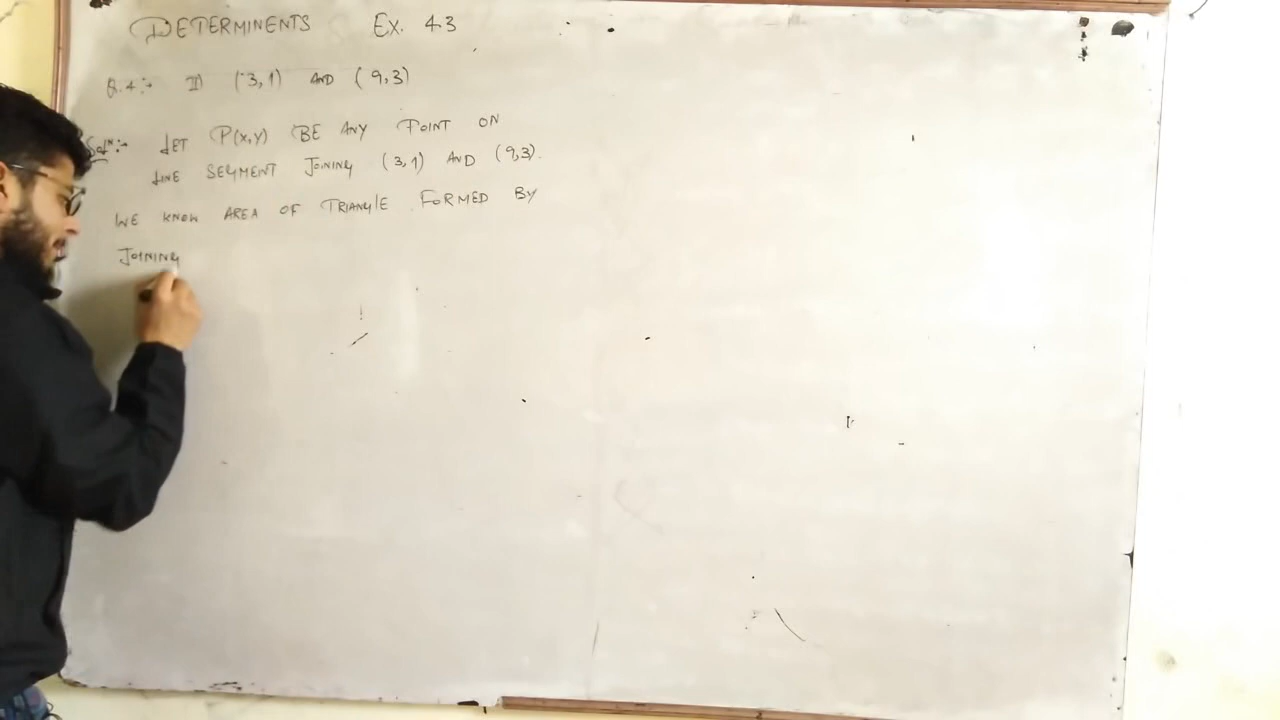 DETERMINENTS Ex. 4.3
Q.4:- II) (3,1) AND (9,3)
Solⁿ:- LET P(x,y) BE ANY POINT ON
LINE SEGMENT JOINING (3,1) AND (9,3).
WE KNOW AREA OF TRIANGLE FORMED BY
JOINING